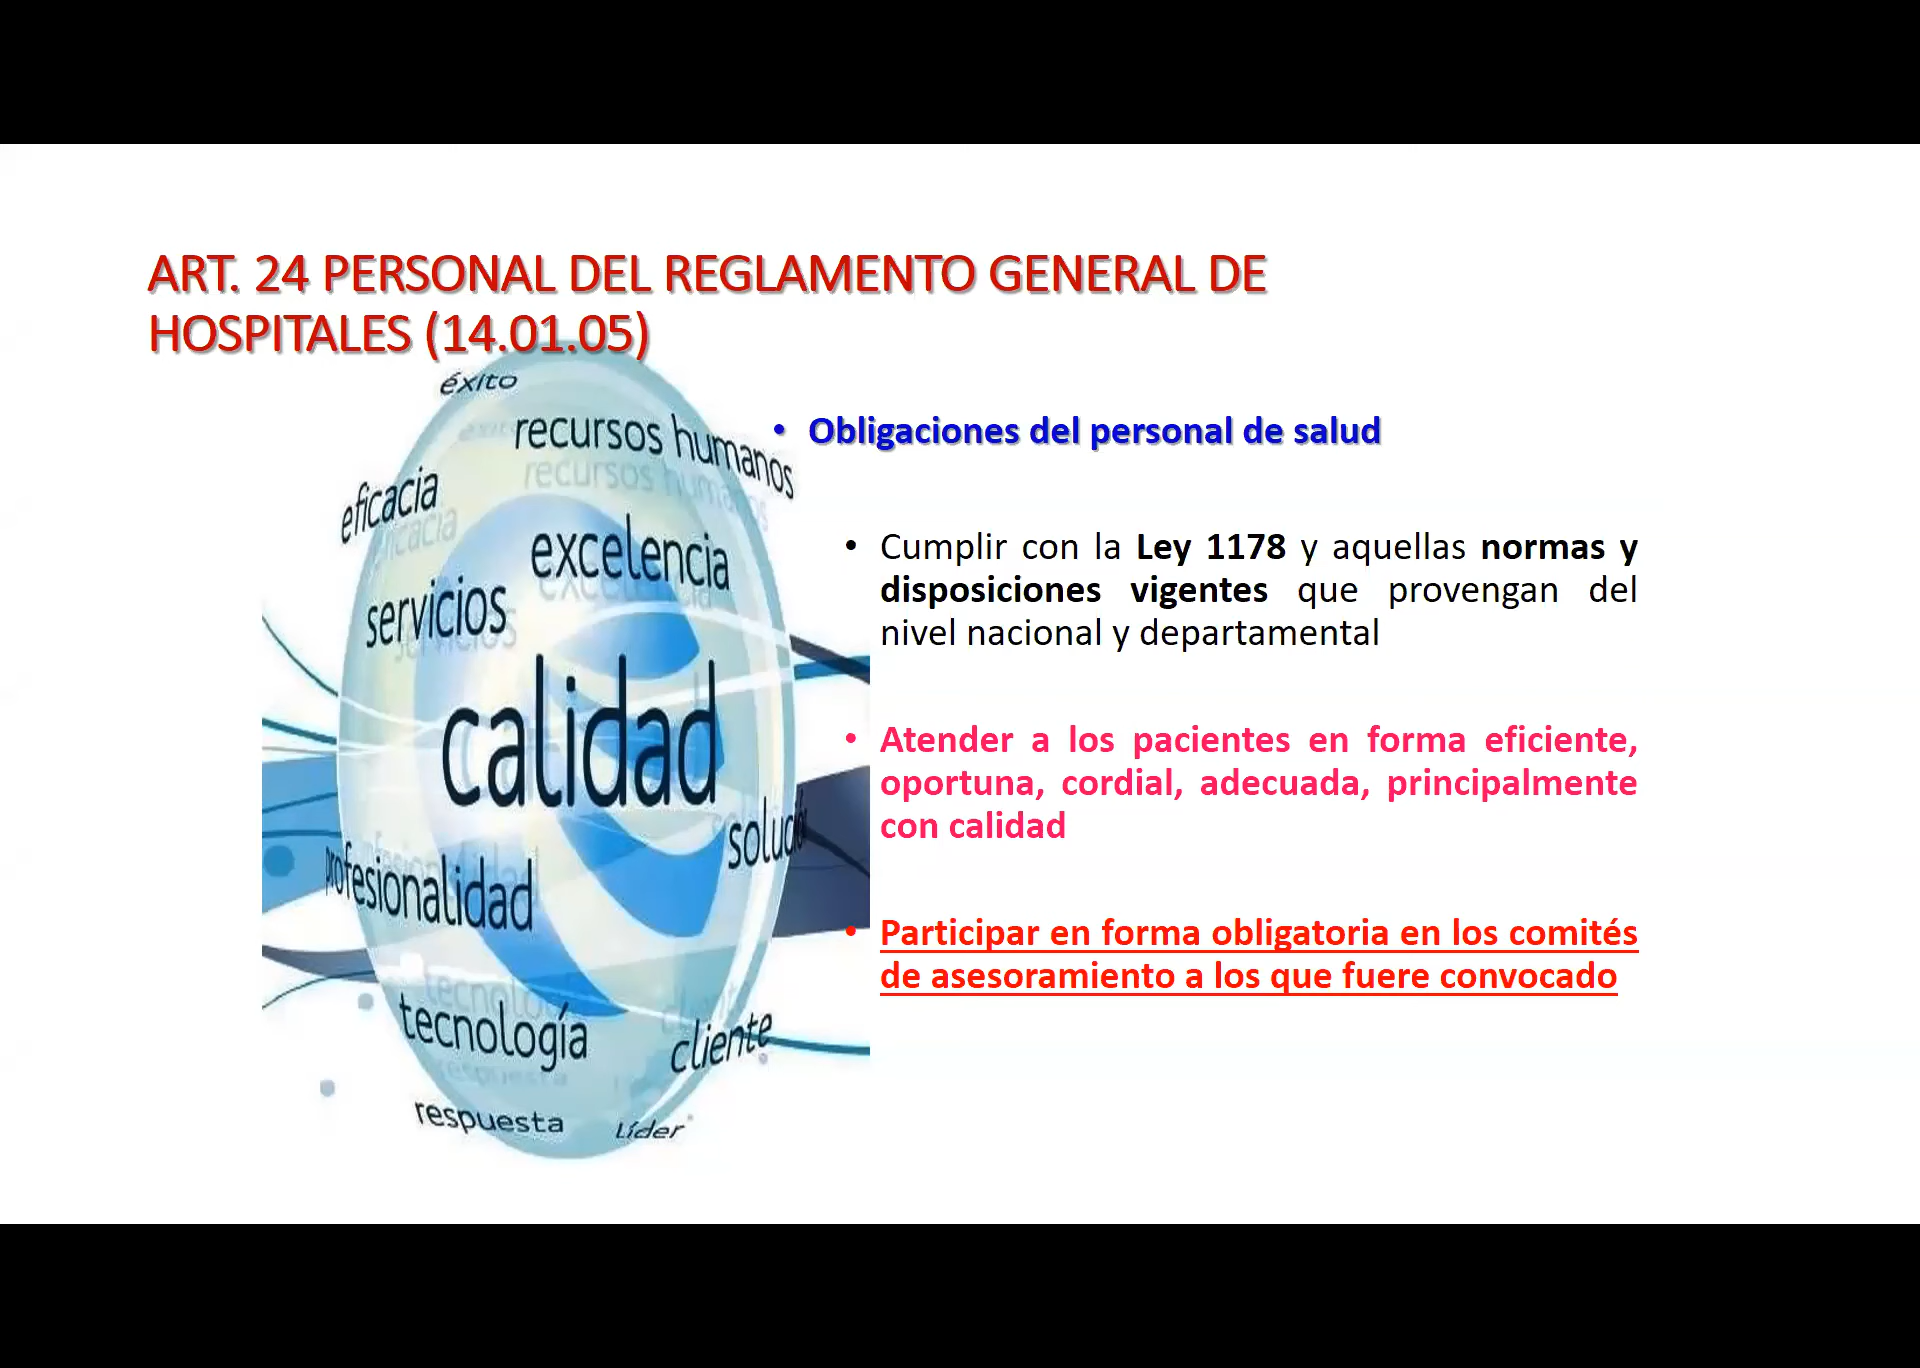 ART. 24 PERSONAL DEL REGLAMENTO GENERAL DE
HOSPITALES (14.01.05)
éxito
recursos humanos
eficacia
excelencia
servicios
calidad
profesionalidad
tecnología
cliente
respuesta
Líder
• Obligaciones del personal de salud
• Cumplir con la Ley 1178 y aquellas normas y
disposiciones vigentes que provengan del
nivel nacional y departamental
• Atender a los pacientes en forma eficiente,
oportuna, cordial, adecuada, principalmente
con calidad
• Participar en forma obligatoria en los comités
de asesoramiento a los que fuere convocado